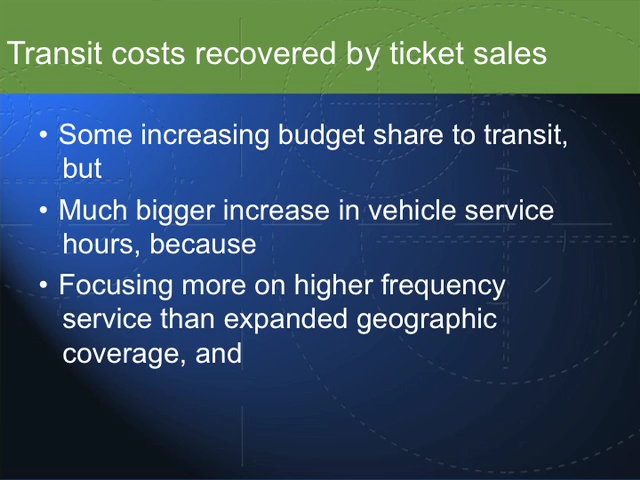 Transit costs recovered by ticket sales
• Some increasing budget share to transit,
but
• Much bigger increase in vehicle service
hours, because
• Focusing more on higher frequency
service than expanded geographic
coverage, and